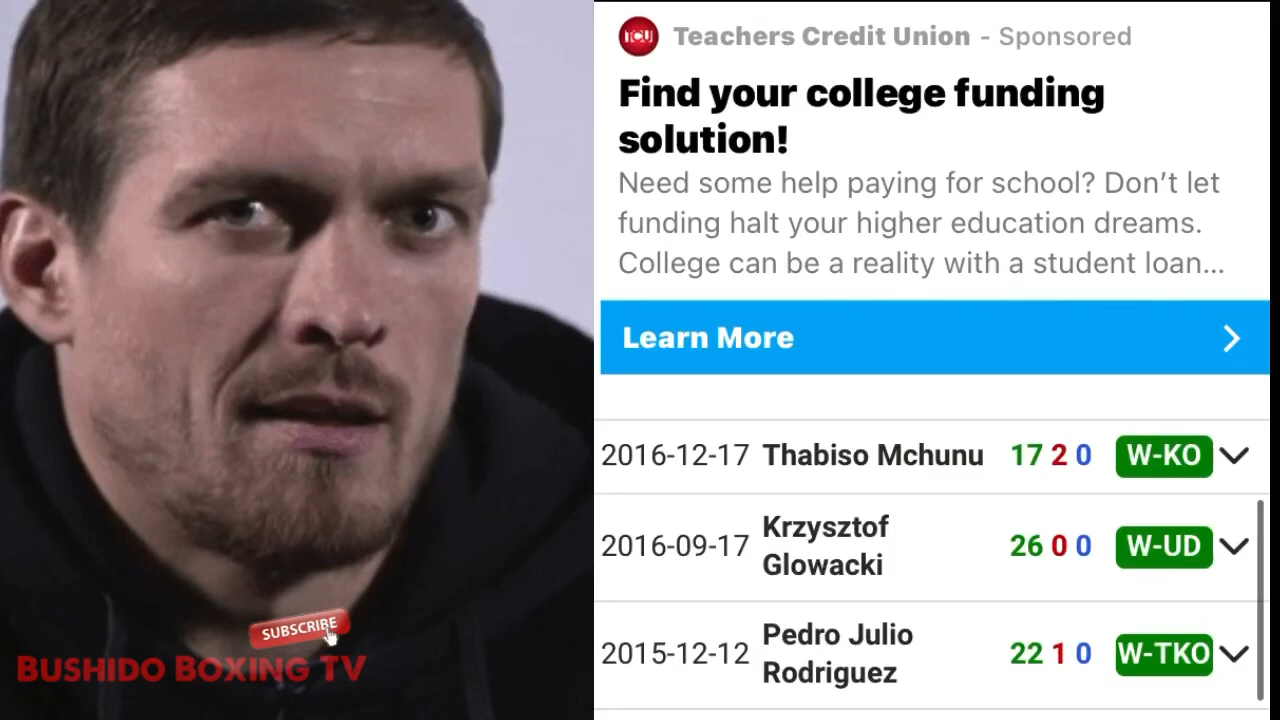 SUBSCRIBE
BUSHIDO BOXING TV
TCU Teachers Credit Union - Sponsored
Find your college funding
solution!
Need some help paying for school? Don’t let
funding halt your higher education dreams.
College can be a reality with a student loan...
Learn More
2016-12-17 Thabiso Mchunu 17 2 0 W-KO
2016-09-17 Krzysztof
Glowacki 26 0 0 W-UD
2015-12-12 Pedro Julio
Rodriguez 22 1 0 W-TKO